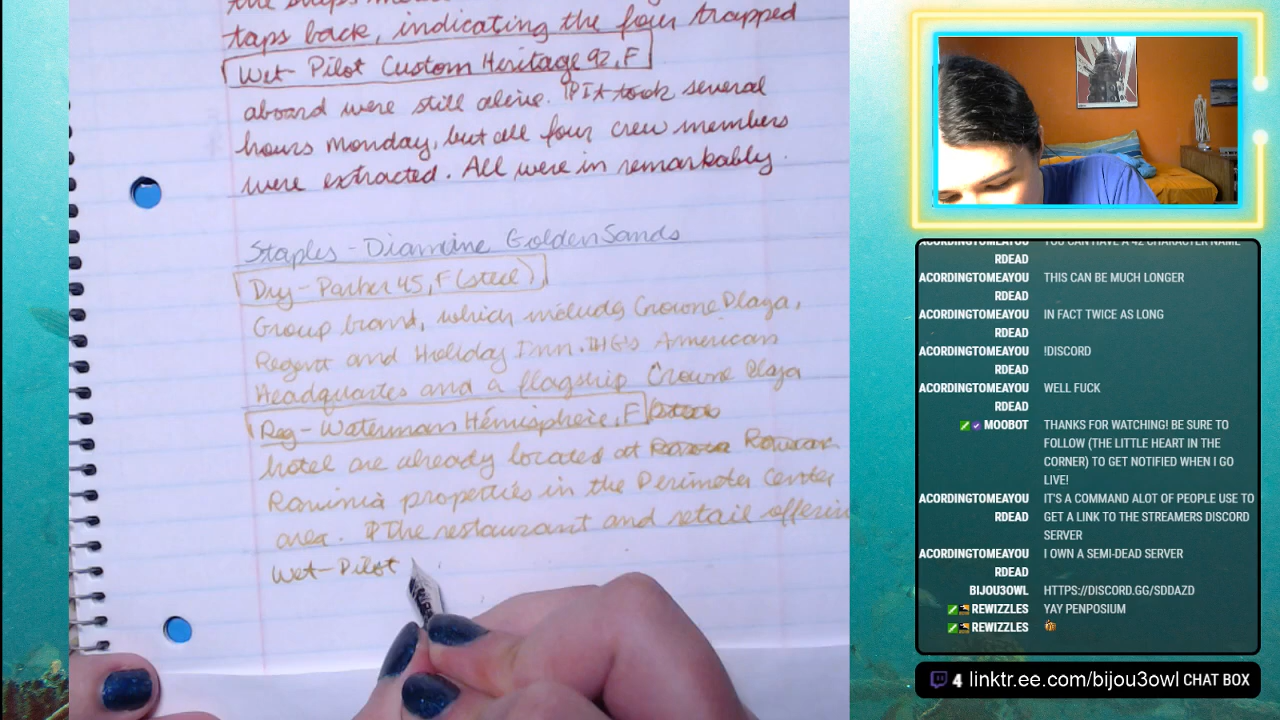 taps back, indicating the four trapped
Wet- Pilot Custom Heritage 92, F
aboard were still alive. ¶It took several
hours Monday, but all four crew members
were extracted. All were in remarkably.
Staples - Diamine Golden Sands
Dry - Parker 45, F (steel)
Group brand, which includes Crowne Plaza,
Regent and Holiday Inn. IHG's American
Headquarters and a flagship Crowne Plaza
Reg - Waterman Hémisphère, F
hotel are already located at
Ravinia properties in the Perimeter Center
area. ¶The restaurant and retail offerin
Wet- Pilot
ACORDINGTOMEAYOU YOU CAN HAVE A 42 CHARACTER NAME
RDEAD
ACORDINGTOMEAYOU THIS CAN BE MUCH LONGER
RDEAD
ACORDINGTOMEAYOU IN FACT TWICE AS LONG
RDEAD
ACORDINGTOMEAYOU !DISCORD
RDEAD
ACORDINGTOMEAYOU WELL FUCK
RDEAD
MOOBOT THANKS FOR WATCHING! BE SURE TO
FOLLOW (THE LITTLE HEART IN THE
CORNER) TO GET NOTIFIED WHEN I GO
LIVE!
ACORDINGTOMEAYOU IT'S A COMMAND ALOT OF PEOPLE USE TO
RDEAD GET A LINK TO THE STREAMERS DISCORD
SERVER
ACORDINGTOMEAYOU I OWN A SEMI-DEAD SERVER
RDEAD
BIJOU3OWL HTTPS://DISCORD.GG/SDDAZD
REWIZZLES YAY PENPOSIUM
REWIZZLES
4 linktr.ee.com/bijou3owl CHAT BOX